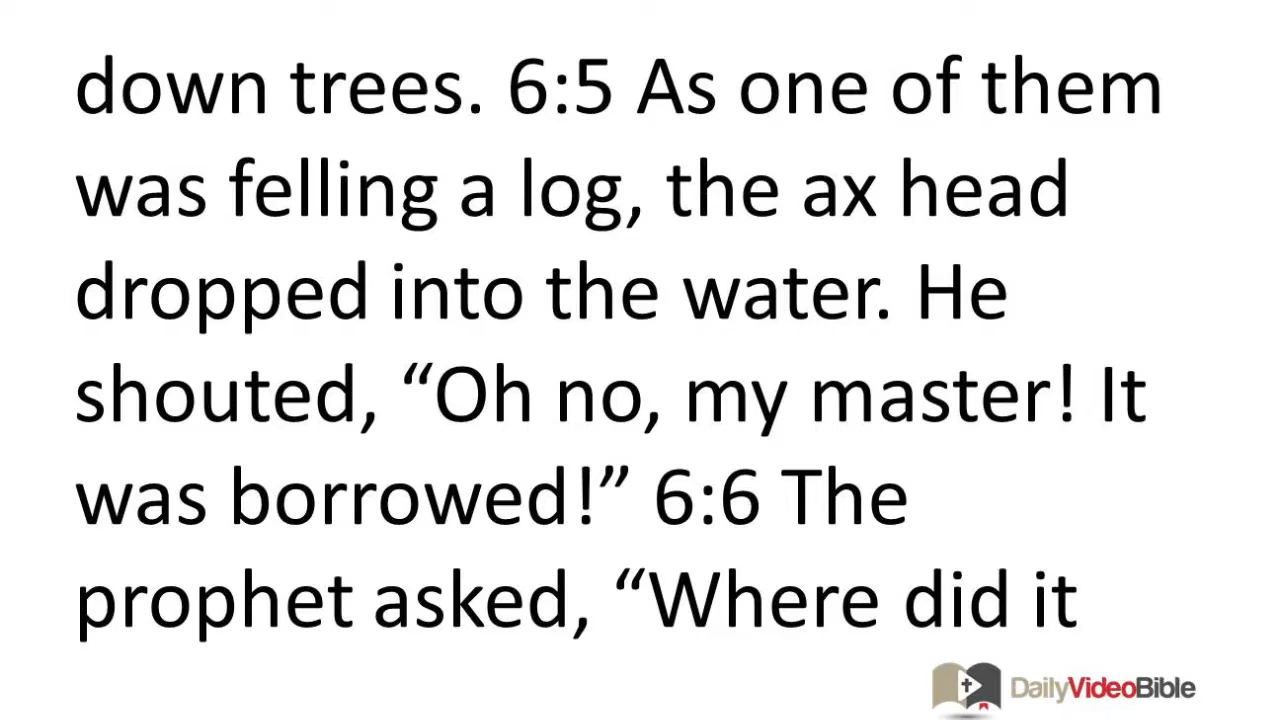 down trees. 6:5 As one of them
was felling a log, the ax head
dropped into the water. He
shouted, “Oh no, my master! It
was borrowed!” 6:6 The
prophet asked, “Where did it
DailyVideoBible